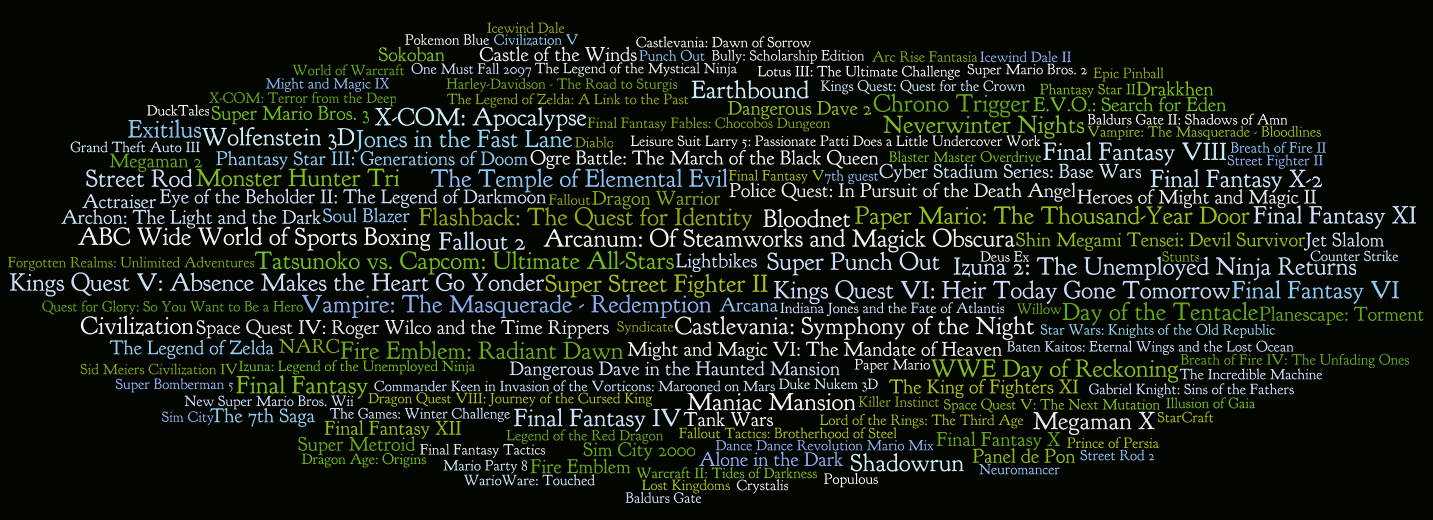 Icewind Dale
Pokemon Blue Civilization V
Castlevania: Dawn of Sorrow
Sokoban Castle of the Winds Punch Out Bully: Scholarship Edition Arc Rise Fantasia Icewind Dale II
World of Warcraft One Must Fall 2097 The Legend of the Mystical Ninja Lotus III: The Ultimate Challenge Super Mario Bros. 2 Epic Pinball
Might and Magic IX Harley-Davidson - The Road to Sturgis Earthbound Kings Quest: Quest for the Crown Phantasy Star II Drakkhen
X-COM: Terror from the Deep The Legend of Zelda: A Link to the Past
DuckTales Super Mario Bros. 3 X-COM: Apocalypse Dangerous Dave 2 Chrono Trigger E.V.O.: Search for Eden
Final Fantasy Fables: Chocobos Dungeon Neverwinter Nights Baldurs Gate II: Shadows of Amn
Exitilus Wolfenstein 3D Jones in the Fast Lane Diablo Leisure Suit Larry 5: Passionate Patti Does a Little Undercover Work Vampire: The Masquerade - Bloodlines
Grand Theft Auto III Final Fantasy VIII Breath of Fire II
Megaman 2 Phantasy Star III: Generations of Doom Ogre Battle: The March of the Black Queen Blaster Master Overdrive Street Fighter II
Street Rod Monster Hunter Tri The Temple of Elemental Evil Final Fantasy V 7th guest Cyber Stadium Series: Base Wars Final Fantasy X-2
Actraiser Eye of the Beholder II: The Legend of Darkmoon Fallout Dragon Warrior Police Quest: In Pursuit of the Death Angel Heroes of Might and Magic II
Archon: The Light and the Dark Soul Blazer Flashback: The Quest for Identity Bloodnet Paper Mario: The Thousand-Year Door Final Fantasy XI
ABC Wide World of Sports Boxing Fallout 2 Arcanum: Of Steamworks and Magick Obscura Shin Megami Tensei: Devil Survivor Jet Slalom
Forgotten Realms: Unlimited Adventures Tatsunoko vs. Capcom: Ultimate All-Stars Lightbikes Super Punch Out Deus Ex Stunts Counter Strike
Izuna 2: The Unemployed Ninja Returns
Kings Quest V: Absence Makes the Heart Go Yonder Super Street Fighter II Kings Quest VI: Heir Today Gone Tomorrow Final Fantasy VI
Quest for Glory: So You Want to Be a Hero Vampire: The Masquerade - Redemption Arcana Indiana Jones and the Fate of Atlantis Willow Day of the Tentacle Planescape: Torment
Civilization Space Quest IV: Roger Wilco and the Time Rippers Syndicate Castlevania: Symphony of the Night Star Wars: Knights of the Old Republic
The Legend of Zelda NARC Fire Emblem: Radiant Dawn Might and Magic VI: The Mandate of Heaven Baten Kaitos: Eternal Wings and the Lost Ocean
Sid Meiers Civilization IV Izuna: Legend of the Unemployed Ninja Dangerous Dave in the Haunted Mansion Paper Mario WWE Day of Reckoning Breath of Fire IV: The Unfading Ones
The Incredible Machine
Super Bomberman 5 Final Fantasy Commander Keen in Invasion of the Vorticons: Marooned on Mars Duke Nukem 3D The King of Fighters XI Gabriel Knight: Sins of the Fathers
New Super Mario Bros. Wii Dragon Quest VIII: Journey of the Cursed King Maniac Mansion Killer Instinct Space Quest V: The Next Mutation Illusion of Gaia
Sim City The 7th Saga The Games: Winter Challenge Final Fantasy IV Tank Wars Lord of the Rings: The Third Age Megaman X StarCraft
Final Fantasy XII Legend of the Red Dragon Fallout Tactics: Brotherhood of Steel
Super Metroid Final Fantasy Tactics Sim City 2000 Dance Dance Revolution Mario Mix Final Fantasy X Prince of Persia
Dragon Age: Origins Mario Party 8 Fire Emblem Alone in the Dark Shadowrun Panel de Pon Street Rod 2
Neuromancer
WarioWare: Touched Warcraft II: Tides of Darkness Populous
Lost Kingdoms Crystalis
Baldurs Gate